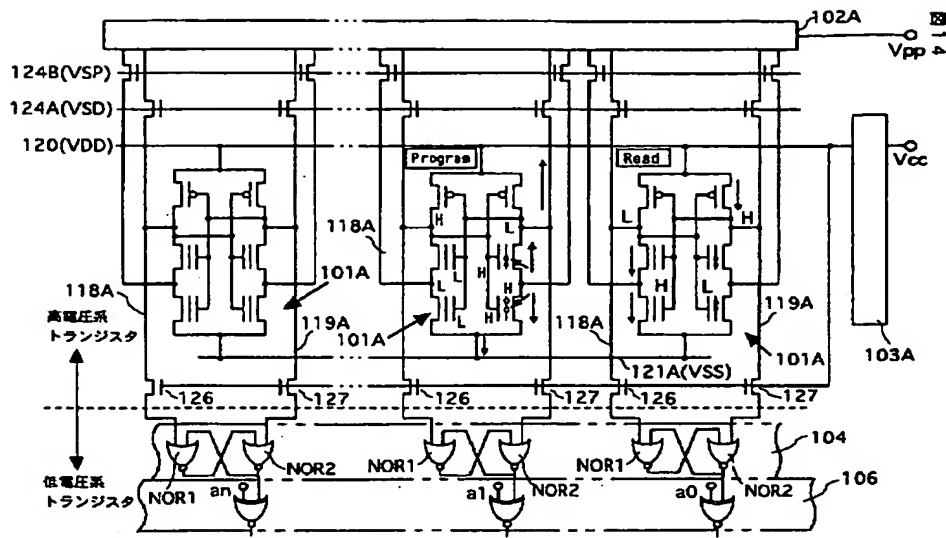 102A
図14
Vpp
124B(VSP)
124A(VSD)
120(VDD)
Program
Read
Vcc
H
L
L
H
118A
L
H
L
H
L
H
L
118A
101A
119A
101A
118A
119A
101A
103A
高電圧系
トランジスタ
121A(VSS)
126
127
126
127
126
127
104
低電圧系
トランジスタ
NOR1
NOR2
an
NOR1
NOR2
a1
NOR1
NOR2
a0
106